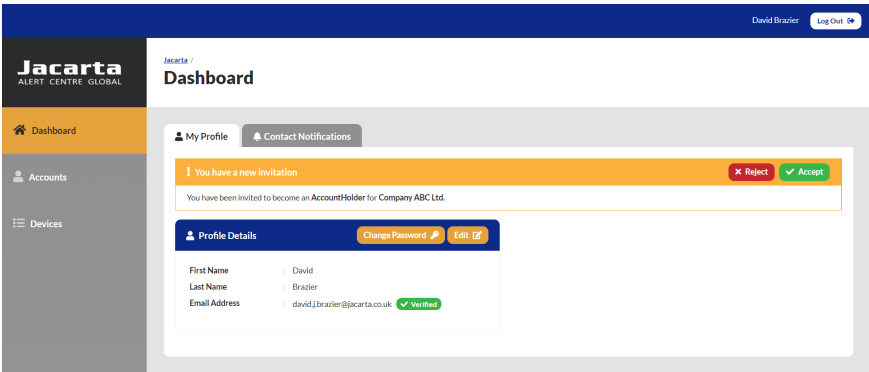 David Brazier
Log Out
Jacarta
ALERT CENTRE GLOBAL
Jacarta /
Dashboard
Dashboard
Accounts
Devices
My Profile
Contact Notifications
! You have a new invitation
Reject
Accept
You have been invited to become an AccountHolder for Company ABC Ltd.
Profile Details
Change Password
Edit
First Name : David
Last Name : Brazier
Email Address : david.j.brazier@jacarta.co.uk Verified